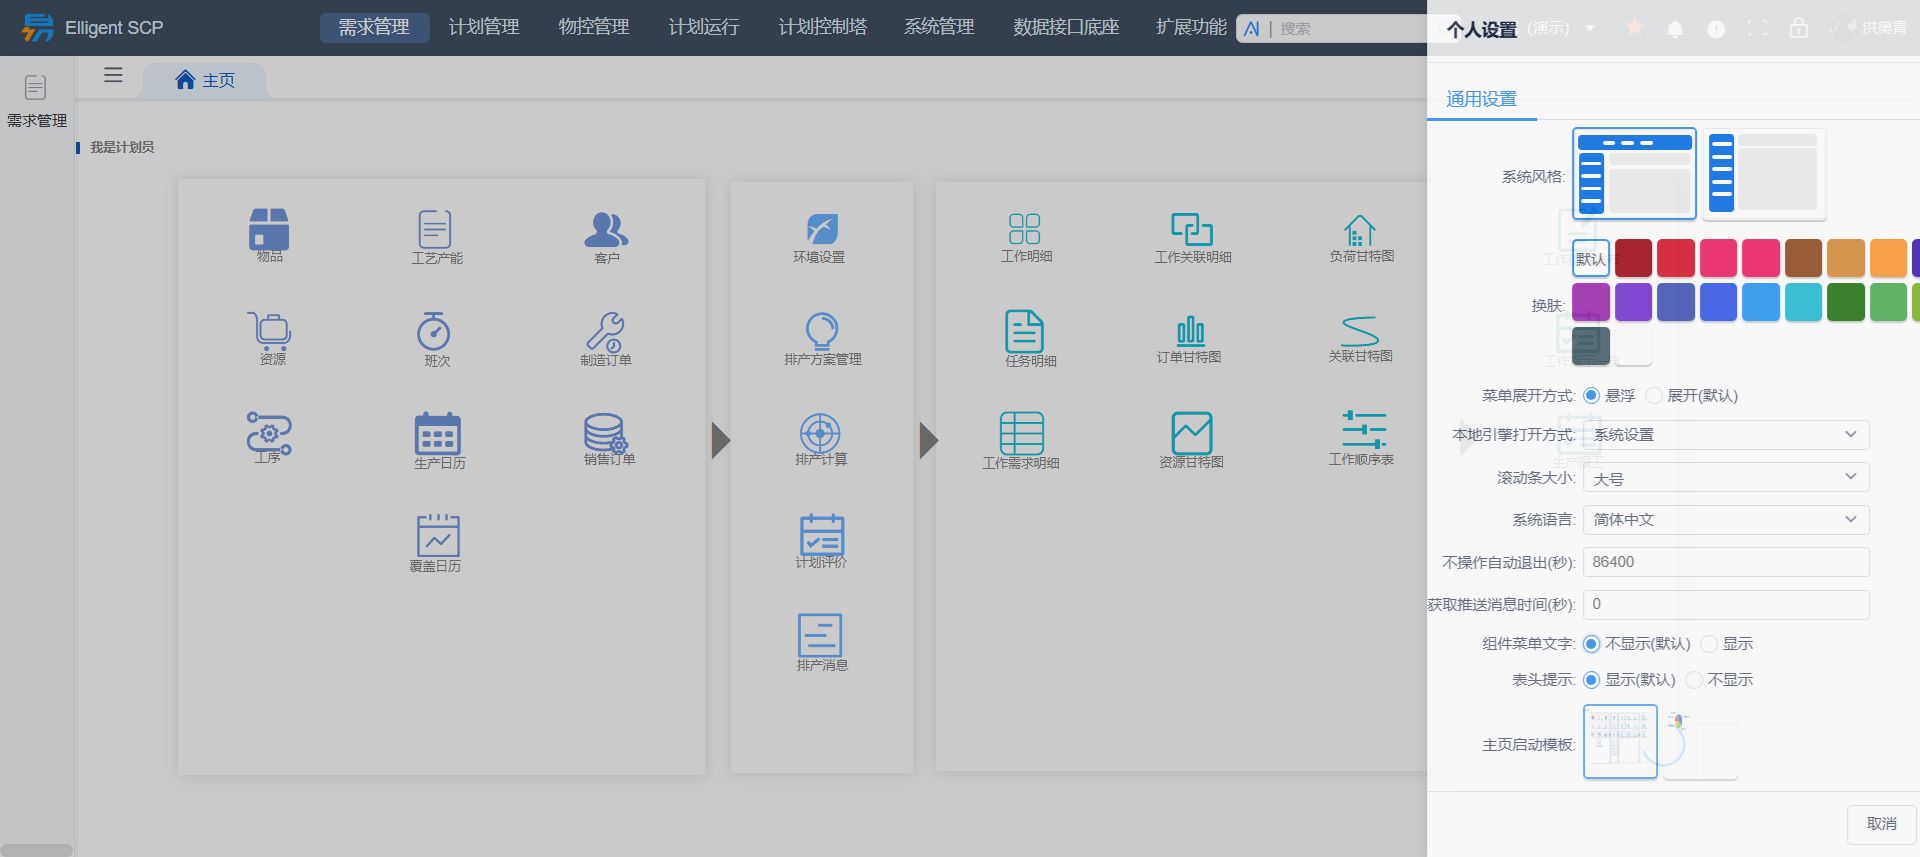 Elligent SCP
需求管理
计划管理
物控管理
计划运行
计划控制塔
系统管理
数据接口底座
扩展功能
AI | 搜索
个人设置
(演示)
洪奥青
需求管理
主页
我是计划员
物品
工艺产能
客户
资源
班次
制造订单
工序
生产日历
销售订单
覆盖日历
环境设置
排产方案管理
排产计算
计划评价
排产消息
工作明细
工作关联明细
负荷甘特图
任务明细
订单甘特图
关联甘特图
工作需求明细
资源甘特图
工作顺序表
通用设置
系统风格:
换肤:
默认
菜单展开方式: 悬浮 展开(默认)
本地引擎打开方式: 系统设置
滚动条大小: 大号
系统语言: 简体中文
不操作自动退出(秒): 86400
获取推送消息时间(秒): 0
组件菜单文字: 不显示(默认) 显示
表头提示: 显示(默认) 不显示
主页启动模板:
取消